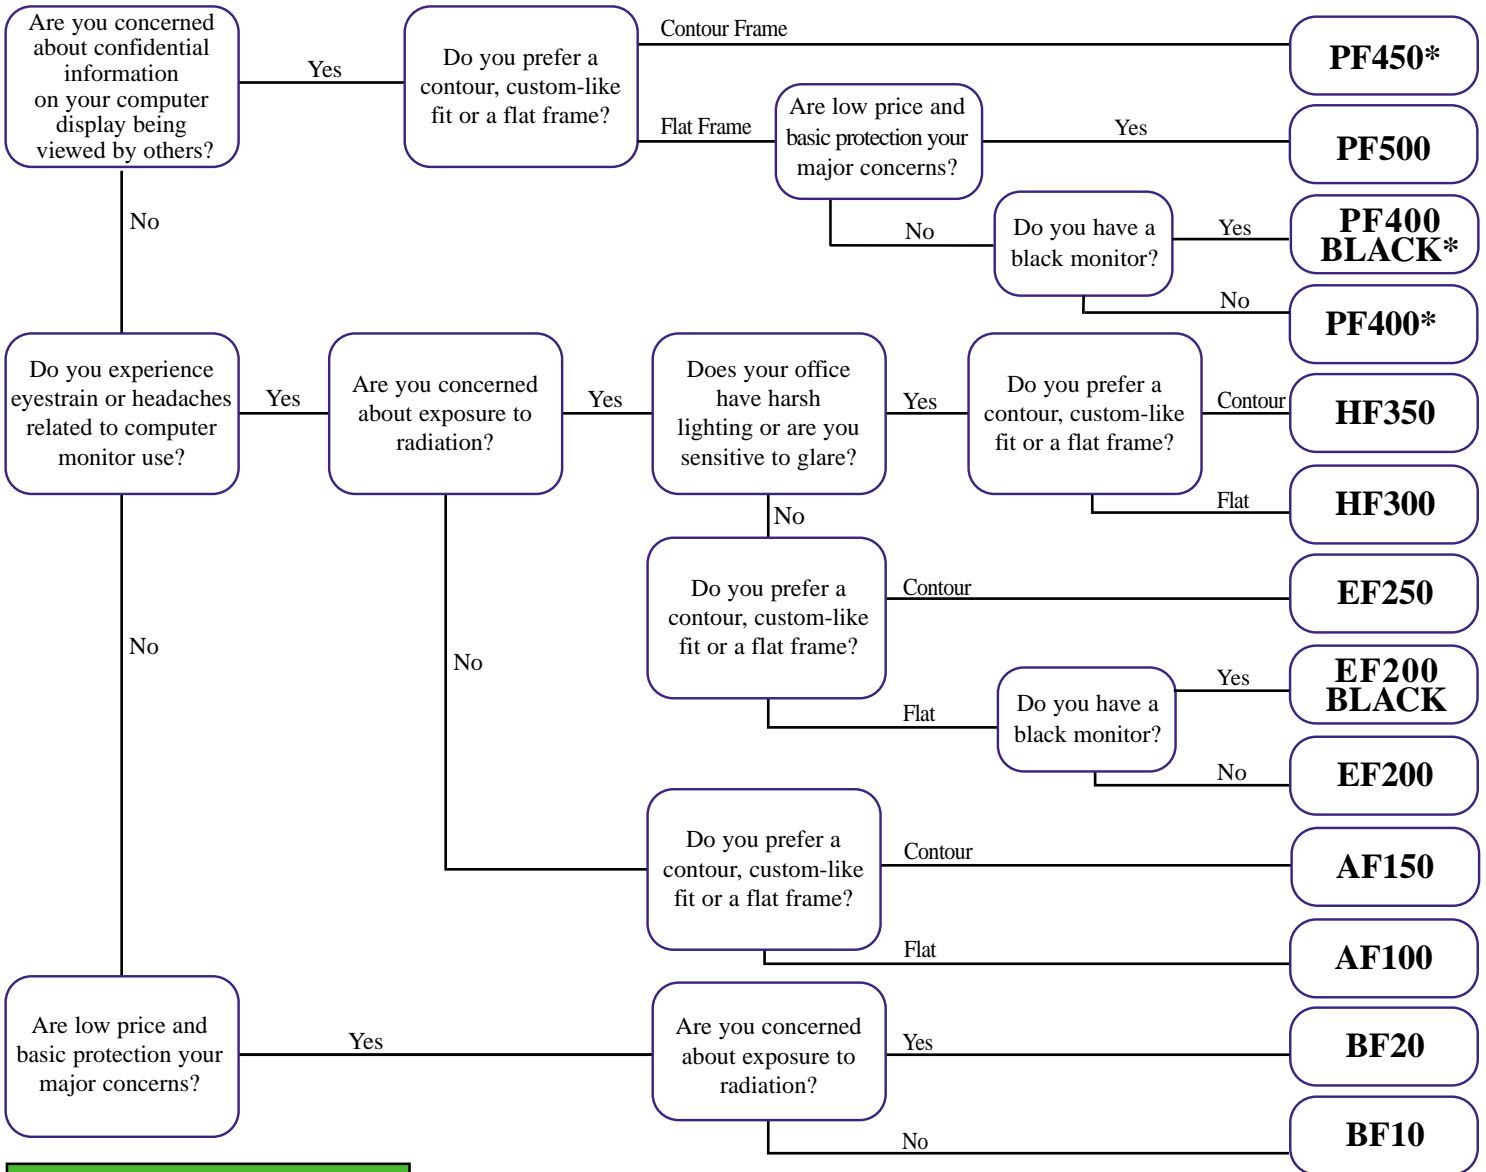 Are you concerned
about confidential
information
on your computer
display being
viewed by others?
Yes
Do you prefer a
contour, custom-like
fit or a flat frame?
Contour Frame
PF450*
Flat Frame
Are low price and
basic protection your
major concerns?
Yes
PF500
No
Do you have a
black monitor?
Yes
PF400
BLACK*
No
PF400*
No
Do you experience
eyestrain or headaches
related to computer
monitor use?
Yes
Are you concerned
about exposure to
radiation?
Yes
Does your office
have harsh
lighting or are you
sensitive to glare?
Yes
Do you prefer a
contour, custom-like
fit or a flat frame?
Contour
HF350
Flat
HF300
No
Do you prefer a
contour, custom-like
fit or a flat frame?
Contour
EF250
Flat
Do you have a
black monitor?
Yes
EF200
BLACK
No
EF200
No
Do you prefer a
contour, custom-like
fit or a flat frame?
Contour
AF150
Flat
AF100
No
Are low price and
basic protection your
major concerns?
Yes
Are you concerned
about exposure to
radiation?
Yes
BF20
No
BF10